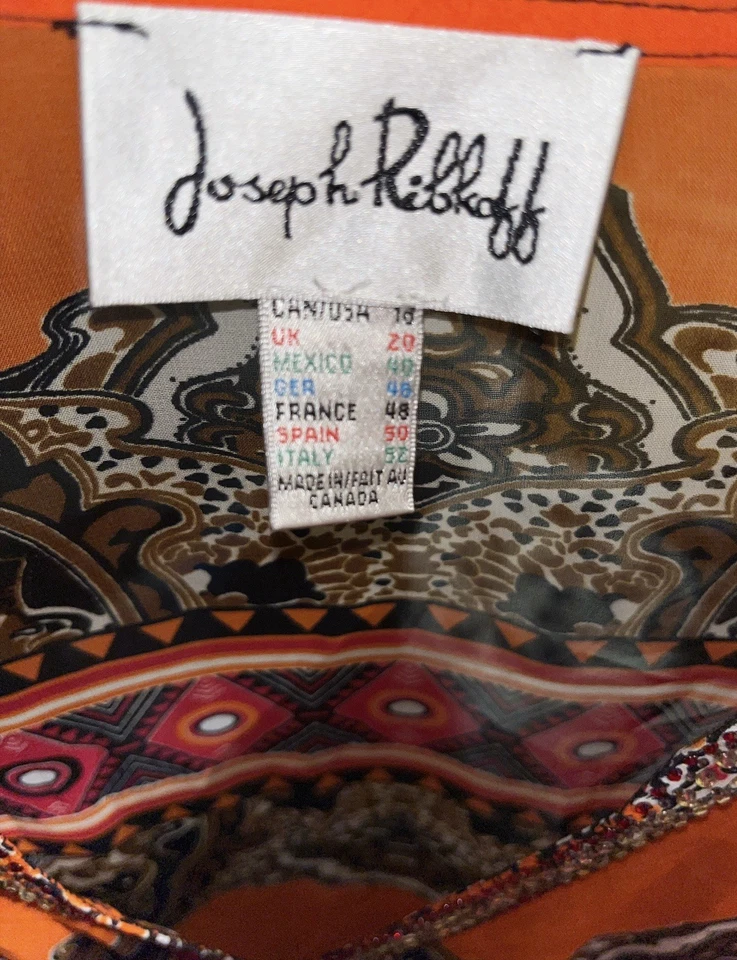 Joseph Ribkoff
CAN/USA 18
UK 20
MEXICO 40
GER 46
FRANCE 48
SPAIN 50
ITALY 52
MADE IN/FAIT AU
CANADA